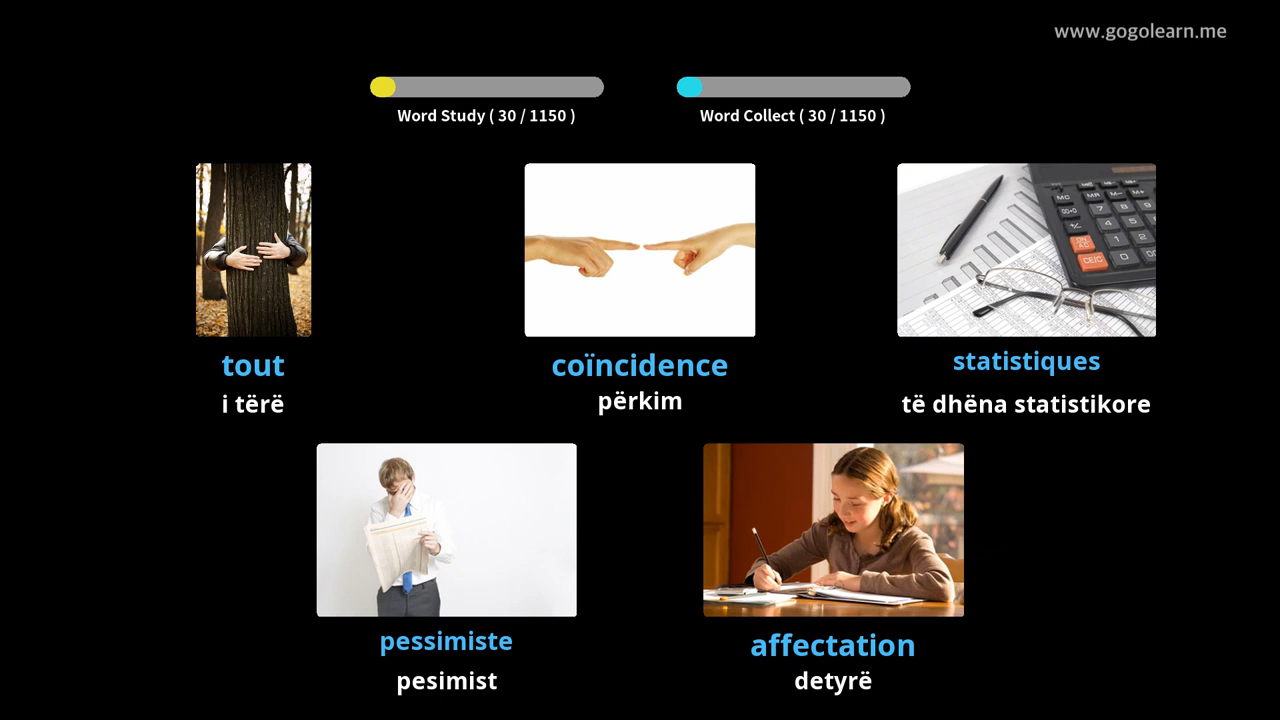 www.gogolearn.me
Word Study ( 30 / 1150 )
Word Collect ( 30 / 1150 )
tout
i tërë
coïncidence
përkim
statistiques
të dhëna statistikore
pessimiste
pesimist
affectation
detyrë